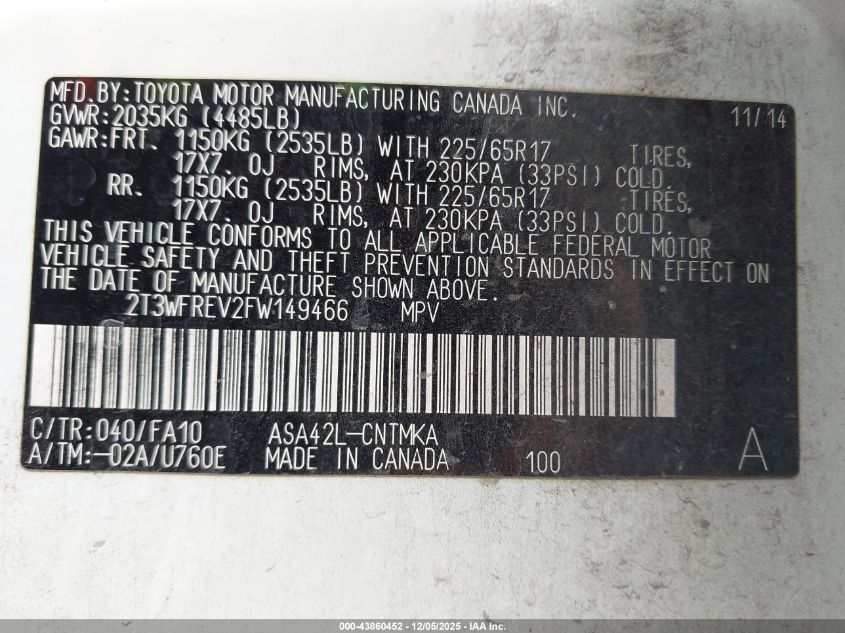 MFD.BY:TOYOTA MOTOR MANUFACTURING CANADA INC. 11/14
GVWR:2035KG (4485LB)
GAWR:FRT. 1150KG (2535LB) WITH 225/65R17 TIRES,
17X7. 0J RIMS, AT 230KPA (33PSI) COLD.
RR. 1150KG (2535LB) WITH 225/65R17 TIRES,
17X7. 0J RIMS, AT 230KPA (33PSI) COLD.
THIS VEHICLE CONFORMS TO ALL APPLICABLE FEDERAL MOTOR
VEHICLE SAFETY AND THEFT PREVENTION STANDARDS IN EFFECT ON
THE DATE OF MANUFACTURE SHOWN ABOVE.
2T3WFREV2FW149466 MPV
C/TR:040/FA10 ASA42L-CNTMKA
A/TM:-02A/U760E MADE IN CANADA 100 A
000-43860452 - 12/05/2025 - IAA Inc.